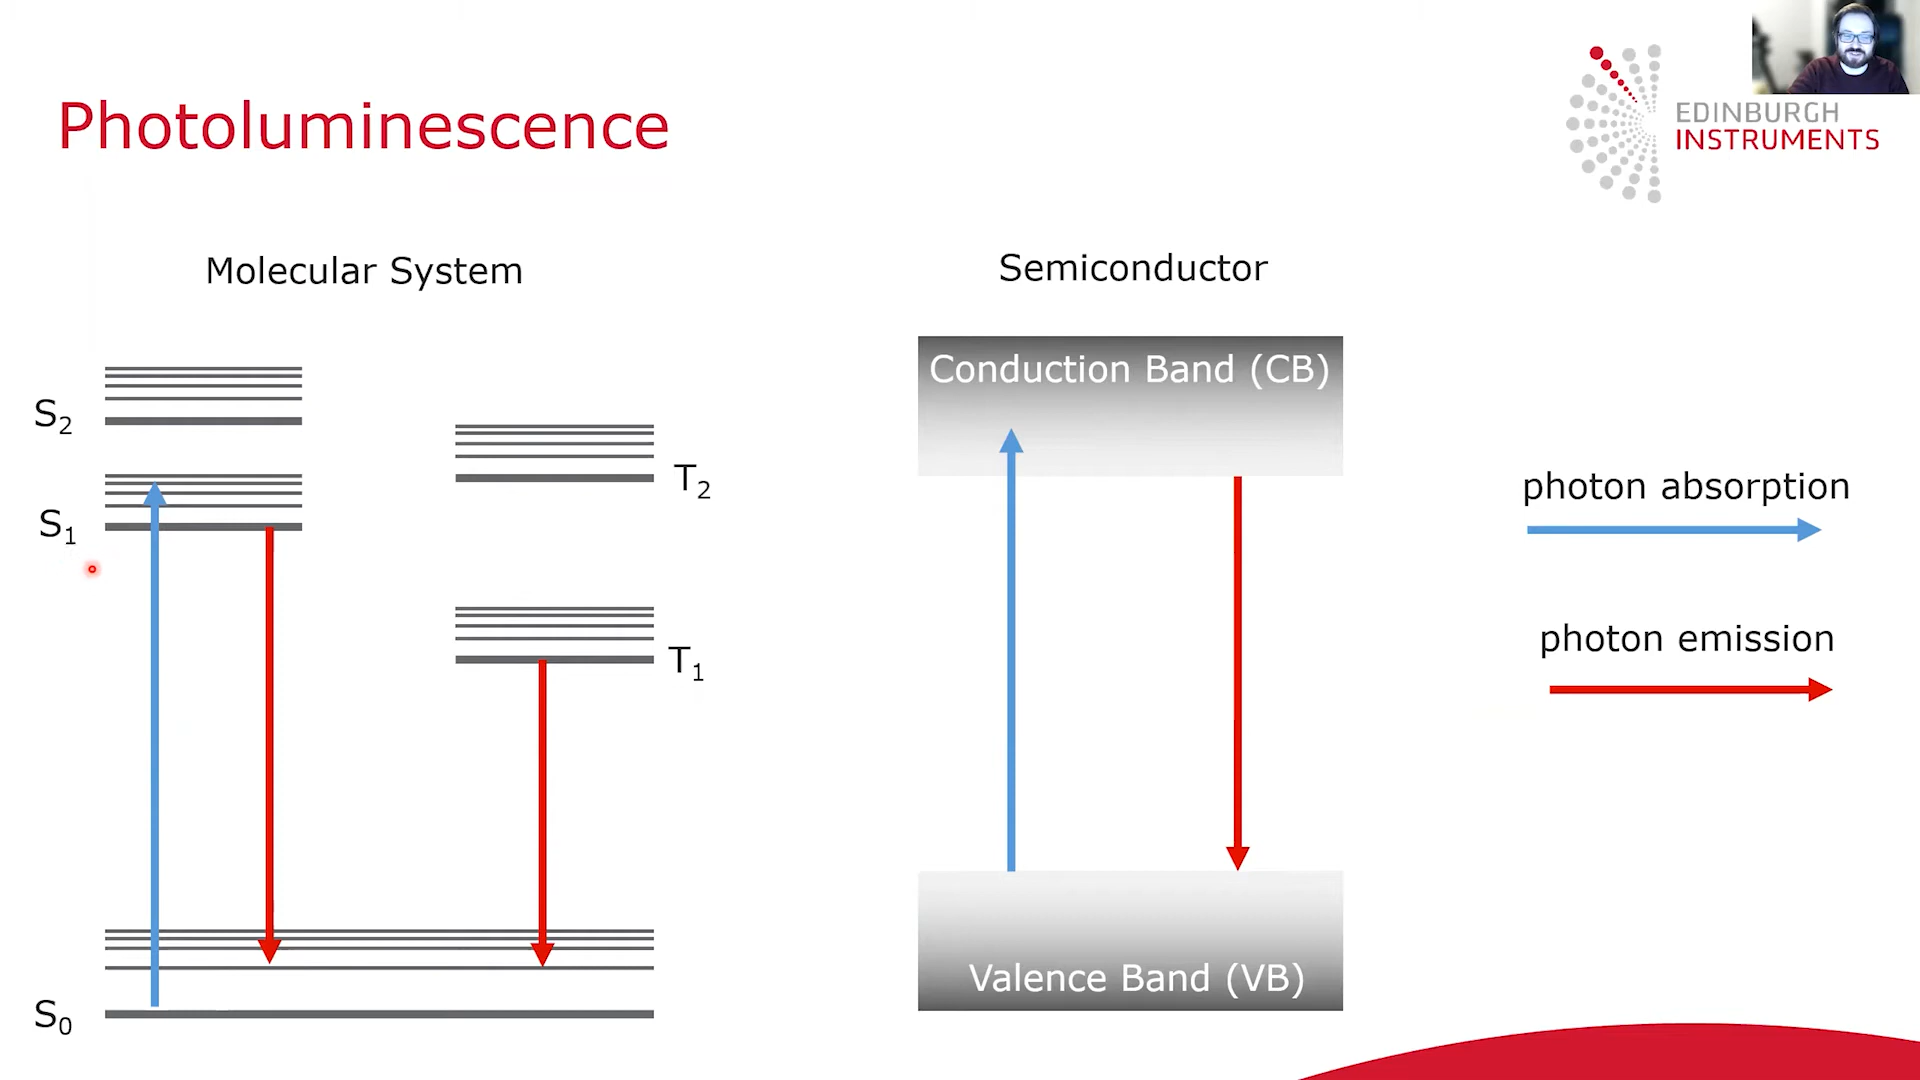 Photoluminescence
EDINBURGH
INSTRUMENTS
Molecular System
Semiconductor
Conduction Band (CB)
S₂
T₂
photon absorption
S₁
photon emission
T₁
Valence Band (VB)
S₀